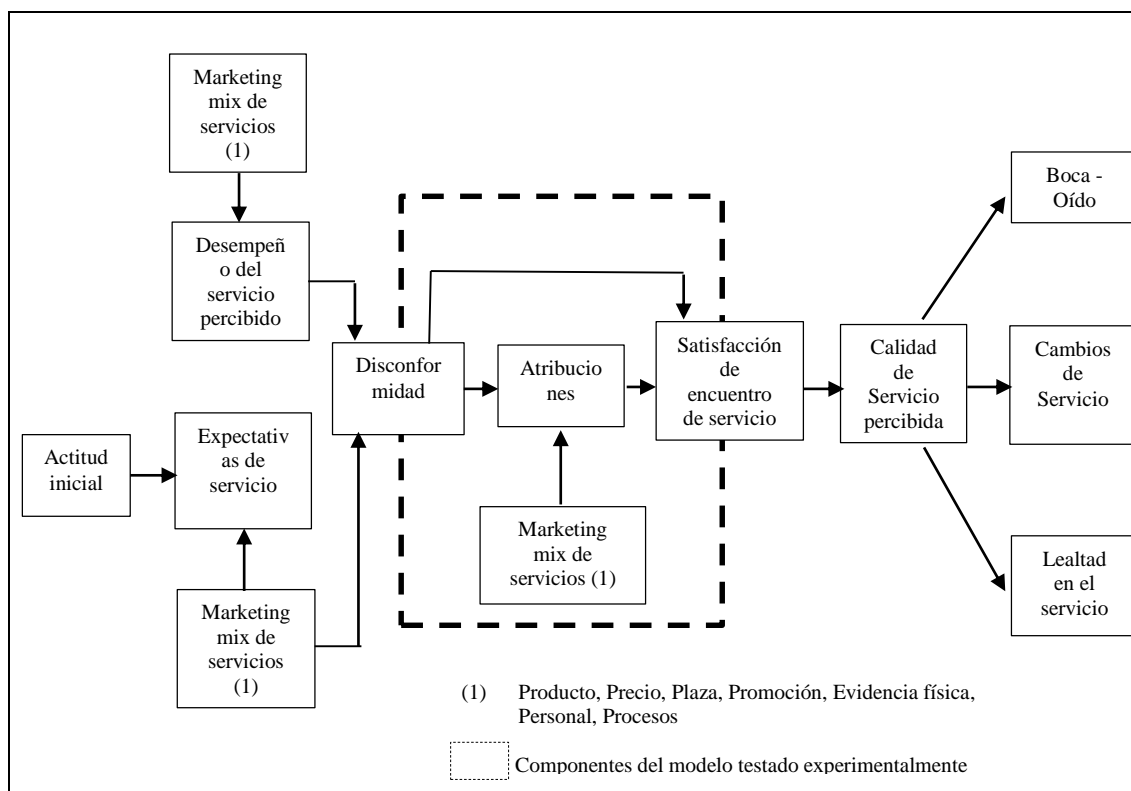 Marketing
mix de
servicios
(1)
Desempeñ
o del
servicio
percibido
Disconfor
midad
Atribucio
nes
Satisfacción
de
encuentro
de servicio
Calidad
de
Servicio
percibida
Boca -
Oído
Cambios
de
Servicio
Lealtad
en el
servicio
Actitud
inicial
Expectativ
as de
servicio
Marketing
mix de
servicios
(1)
Marketing
mix de
servicios (1)
(1) Producto, Precio, Plaza, Promoción, Evidencia física,
Personal, Procesos
Componentes del modelo testado experimentalmente